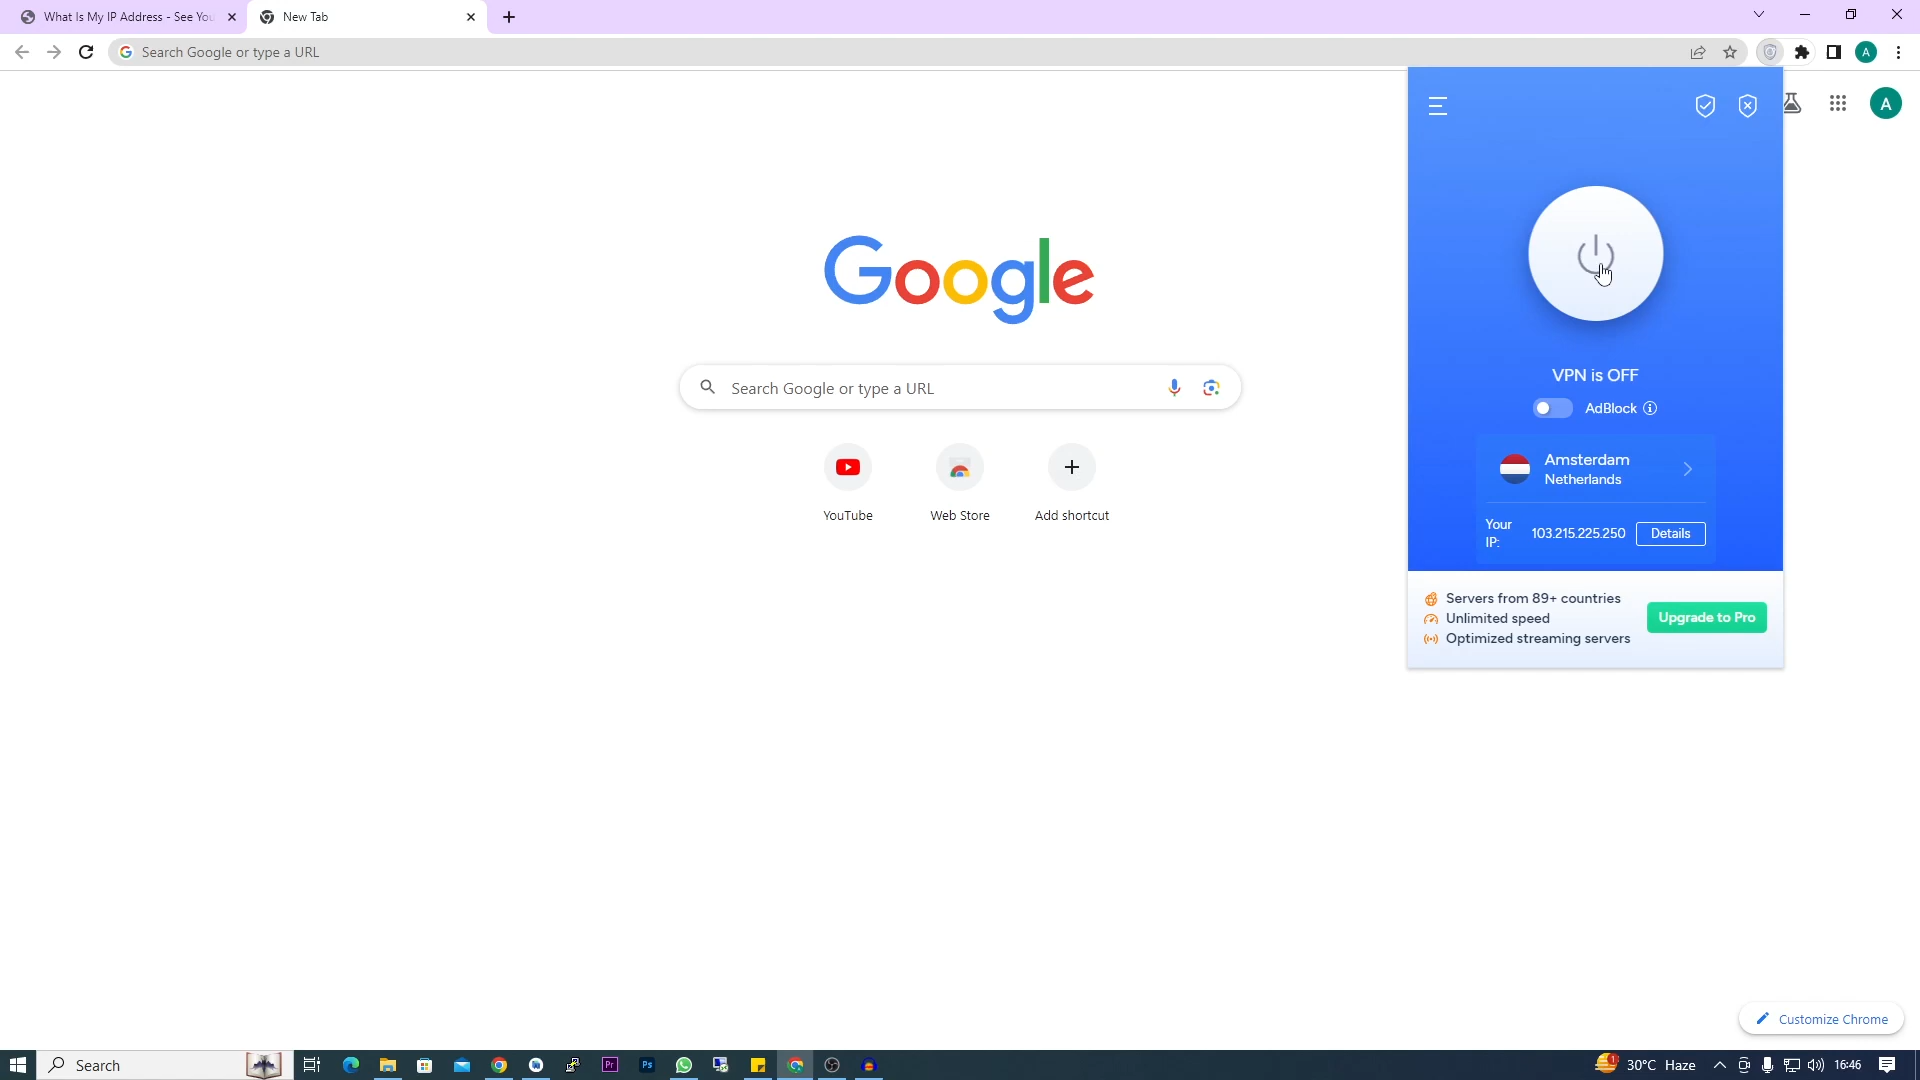 What Is My IP Address - See You
New Tab
Search Google or type a URL
A
A
VPN is OFF
AdBlock
Amsterdam
Netherlands
Your
IP:
103.215.225.250
Details
Servers from 89+ countries
Unlimited speed
Optimized streaming servers
Upgrade to Pro
Google
Search Google or type a URL
YouTube
Web Store
Add shortcut
Customize Chrome
Search
Pr
Ps
1
30°C Haze
16:46